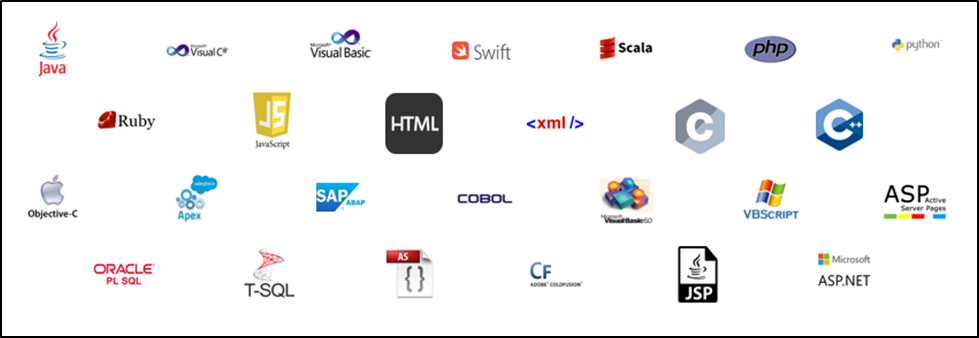 Java
Microsoft Visual C#
Microsoft Visual Basic
Swift
Scala
php
python
Ruby
JS
JavaScript
HTML
<xml />
C
C++
Objective-C
salesforce
Apex
SAP
ABAP
COBOL
Microsoft
Visual Basic 6.0
VBSCRIPT
ASP Active
Server Pages
ORACLE
PL SQL
T-SQL
AS
{}
CF
ADOBE® COLDFUSION®
JSP
Microsoft
ASP.NET